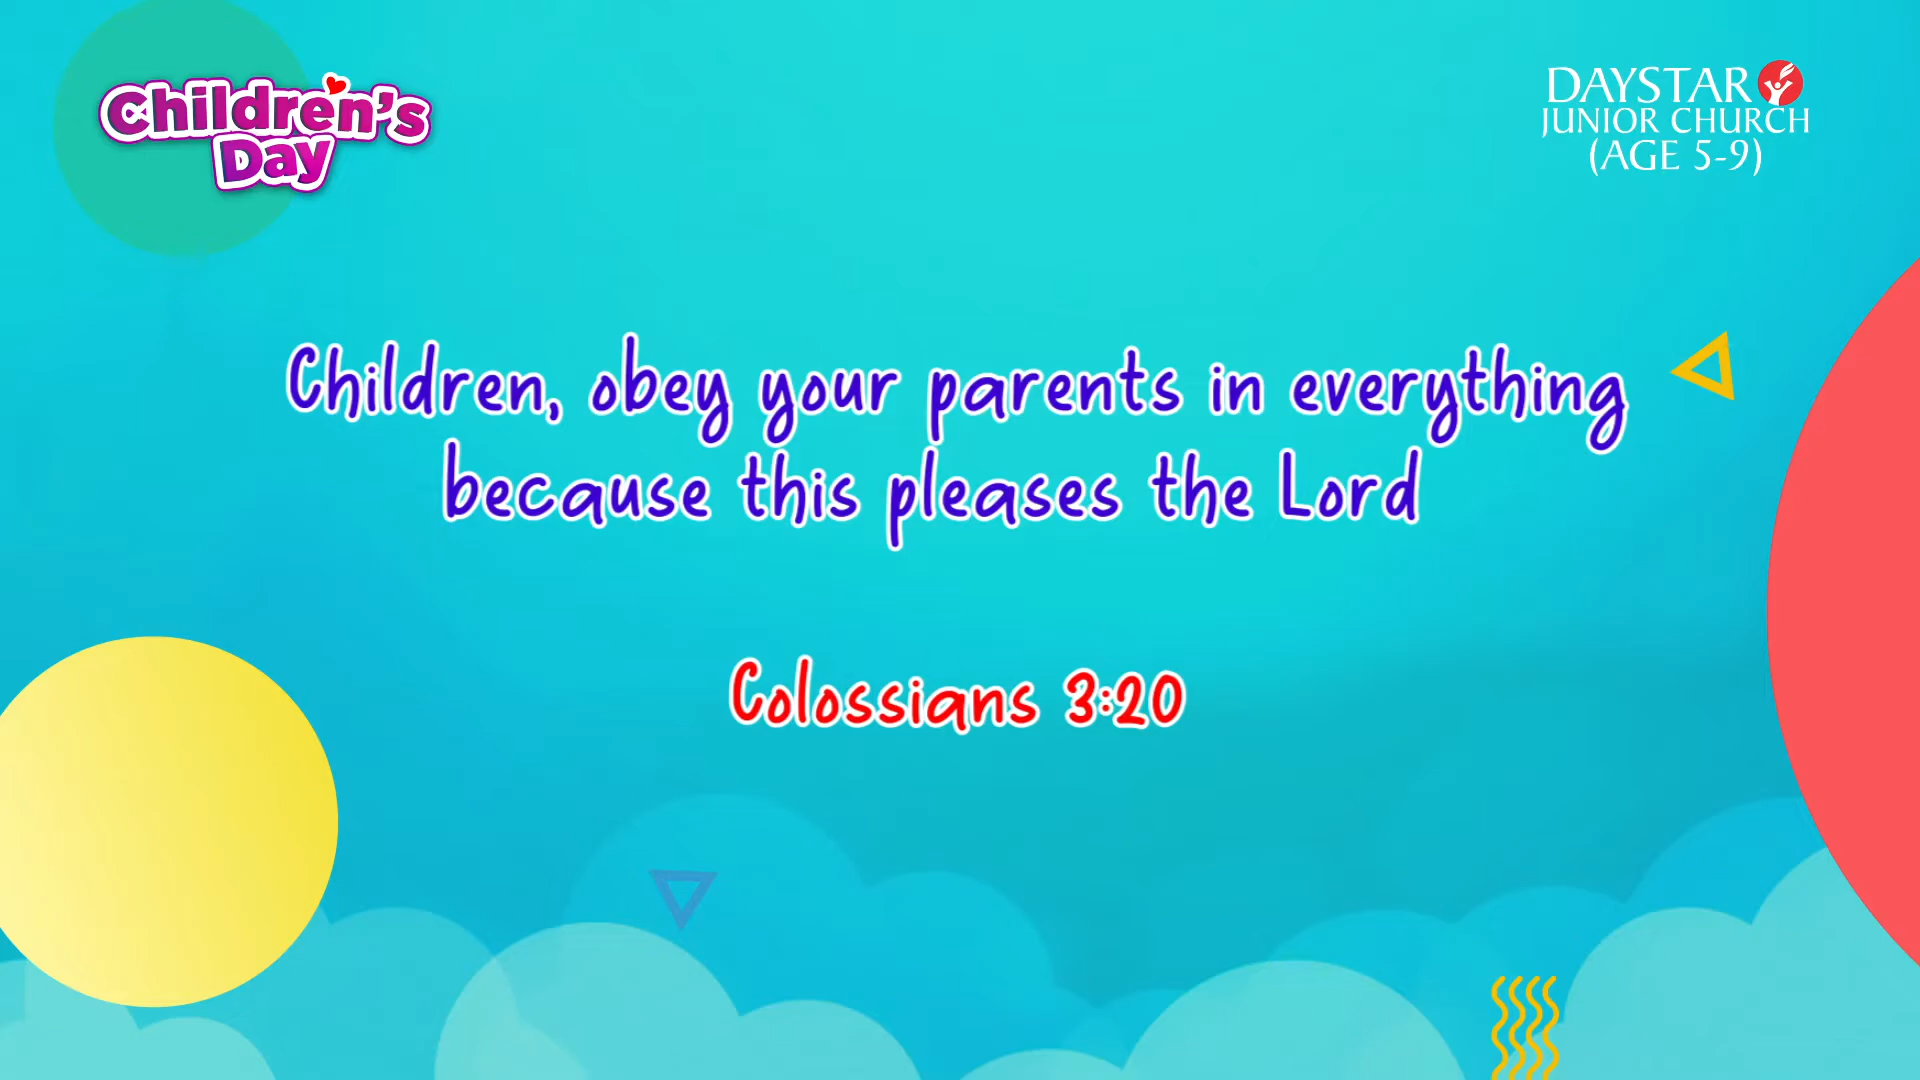 Children's
Day
DAYSTAR
JUNIOR CHURCH
(AGE 5-9)
Children, obey your parents in everything
because this pleases the Lord
Colossians 3:20